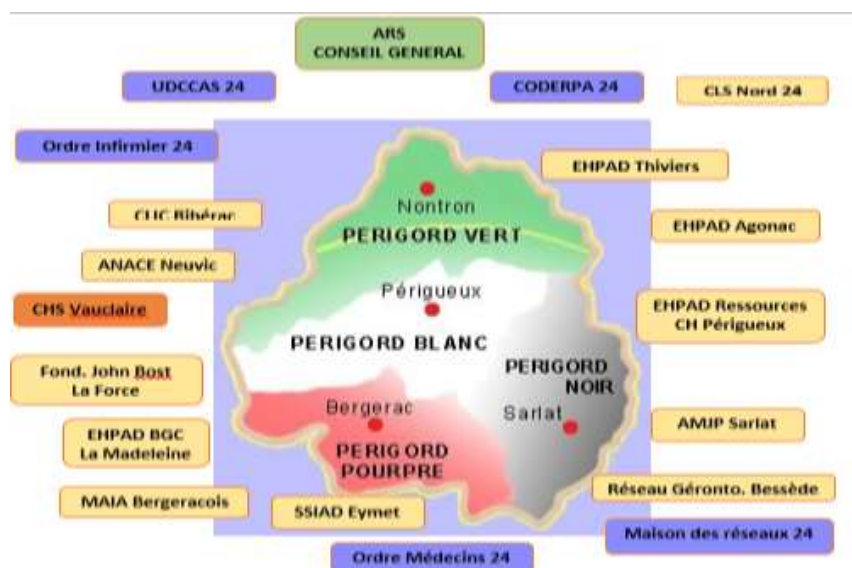 ARS
CONSEIL GENERAL
UDCCAS 24
CODERPA 24
CLS Nord 24
Ordre Infirmier 24
EHPAD Thiviers
Nontron
CLIC Ribérac
PERIGORD VERT
EHPAD Agonac
ANACE Neuvic
Périgueux
CHS Vauclaire
EHPAD Ressources
CH Périgueux
PERIGORD BLANC
Fond. John Bost
La Force
PERIGORD
NOIR
Bergerac
Sarlat
AMJP Sarlat
EHPAD BGC
La Madeleine
PERIGORD
POURPRE
MAIA Bergeracois
SSIAD Eymet
Réseau Géronto. Bessède
Maison des réseaux 24
Ordre Médecins 24